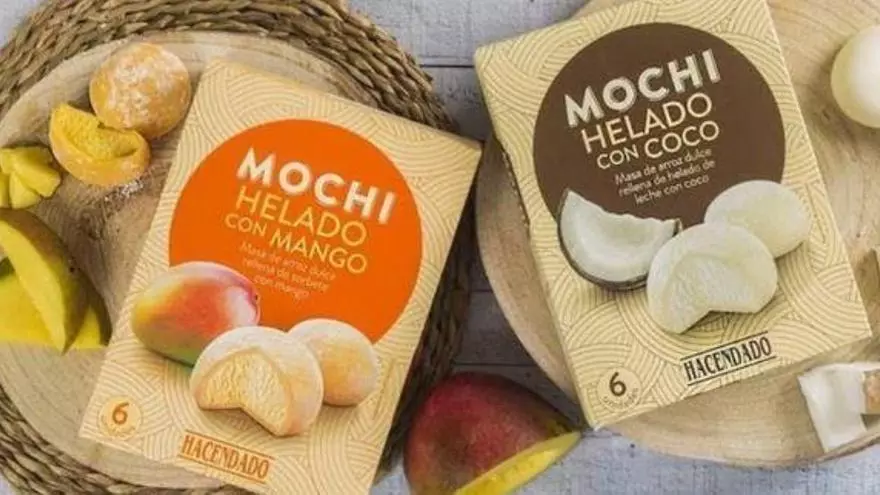 MOCHI
HELADO
CON MANGO
Masa de arroz dulce
rellena de sorbete
con mango
6
HACENDADO
MOCHI
HELADO
CON COCO
Masa de arroz dulce
rellena de helado de
leche con coco
6
unidades
HACENDADO